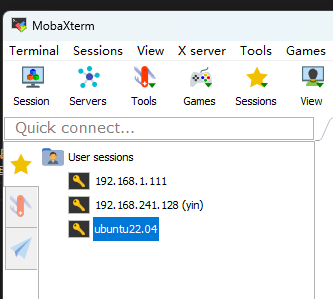 MobaXterm
Terminal Sessions View X server Tools Games
Session Servers Tools Games Sessions View
Quick connect...
User sessions
192.168.1.111
192.168.241.128 (yin)
ubuntu22.04